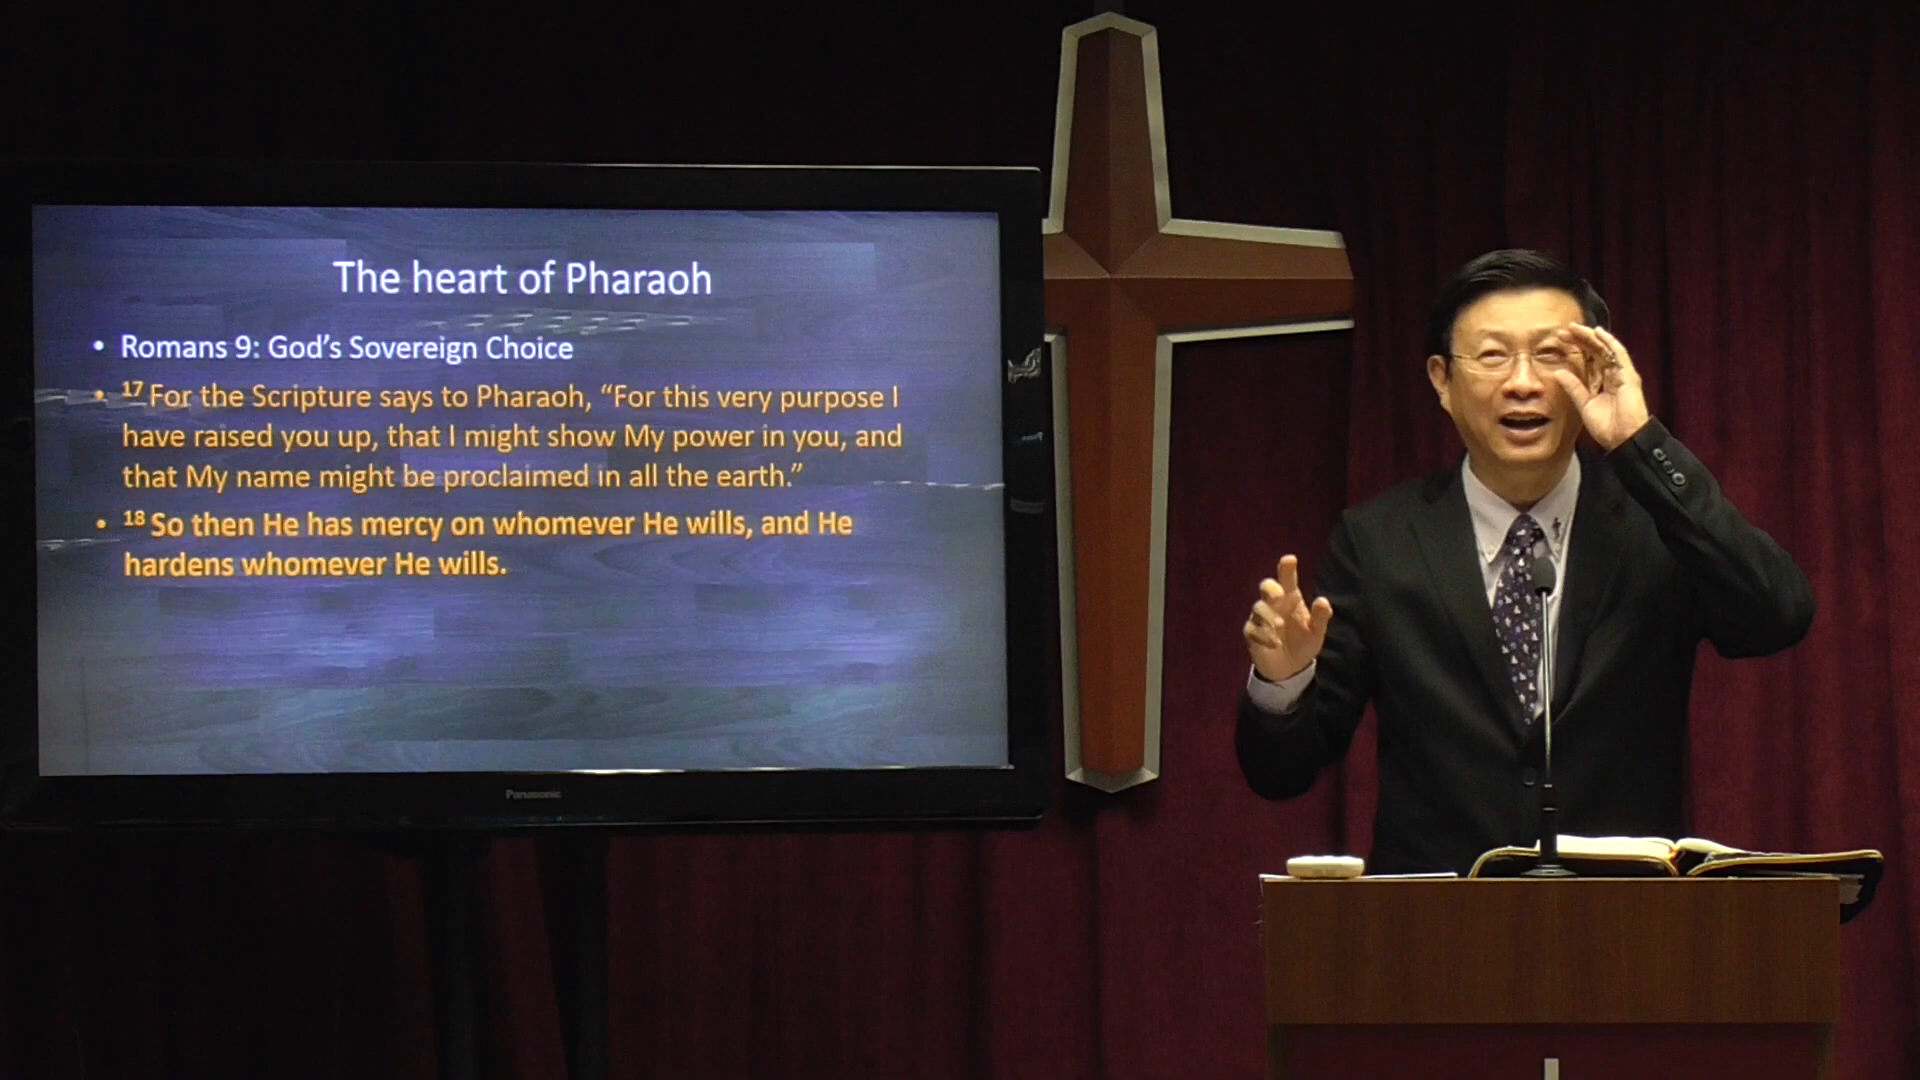 The heart of Pharaoh
• Romans 9: God’s Sovereign Choice
• 17 For the Scripture says to Pharaoh, “For this very purpose I
have raised you up, that I might show My power in you, and
that My name might be proclaimed in all the earth.”
• 18 So then He has mercy on whomever He wills, and He
hardens whomever He wills.
Panasonic